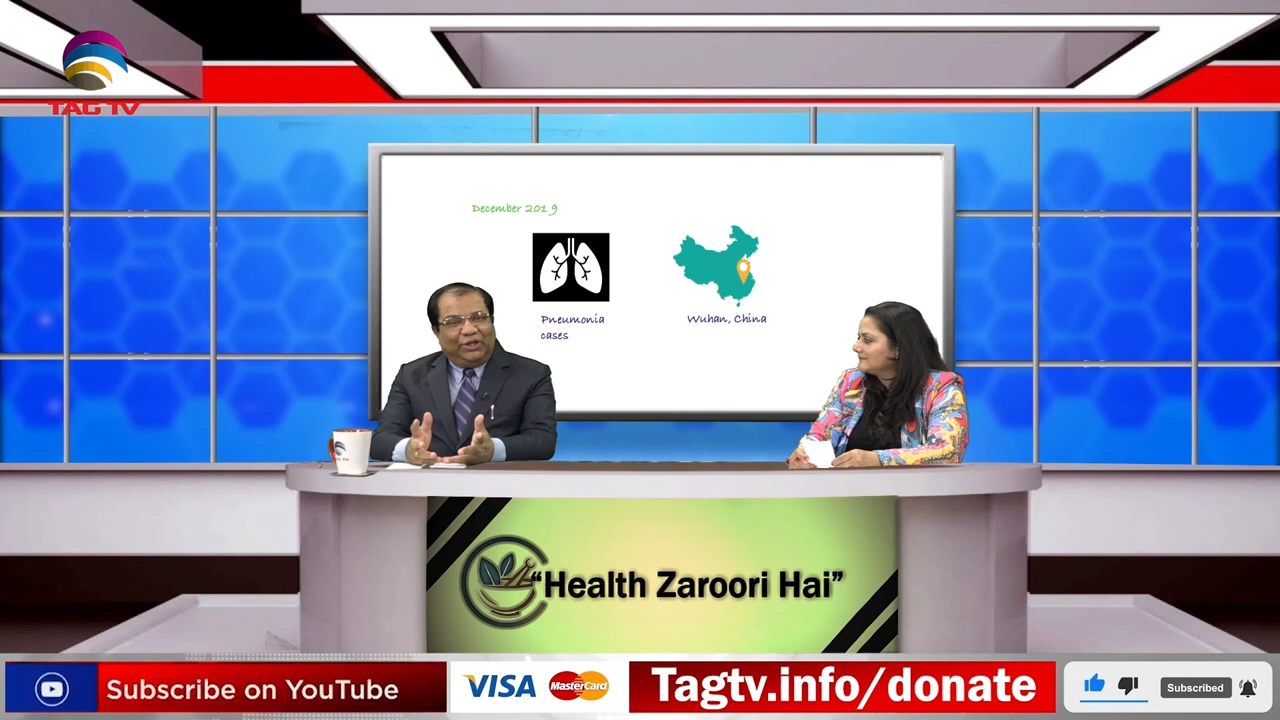 TAG TV
December 2019
Pneumonia
cases
Wuhan, China
"Health Zaroori Hai"
Subscribe on YouTube
VISA
MasterCard
Tagtv.info/donate
Subscribed